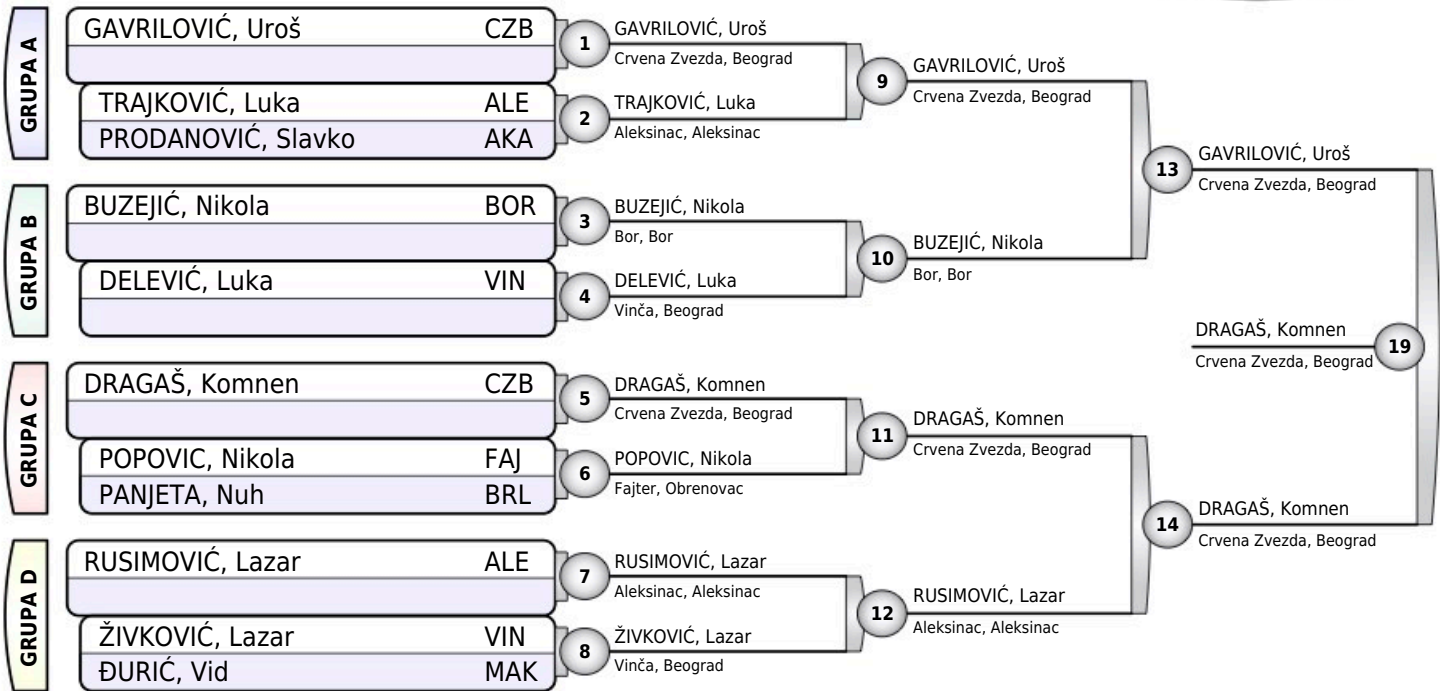 GRUPA A
GAVRILOVIĆ, Uroš CZB
TRAJKOVIĆ, Luka ALE
PRODANOVIĆ, Slavko AKA
GRUPA B
BUZEJIĆ, Nikola BOR
DELEVIĆ, Luka VIN
GRUPA C
DRAGAŠ, Komnen CZB
POPOVIC, Nikola FAJ
PANJETA, Nuh BRL
GRUPA D
RUSIMOVIĆ, Lazar ALE
ŽIVKOVIĆ, Lazar VIN
ĐURIĆ, Vid MAK
1
GAVRILOVIĆ, Uroš
Crvena Zvezda, Beograd
2
TRAJKOVIĆ, Luka
Aleksinac, Aleksinac
3
BUZEJIĆ, Nikola
Bor, Bor
4
DELEVIĆ, Luka
Vinča, Beograd
5
DRAGAŠ, Komnen
Crvena Zvezda, Beograd
6
POPOVIC, Nikola
Fajter, Obrenovac
7
RUSIMOVIĆ, Lazar
Aleksinac, Aleksinac
8
ŽIVKOVIĆ, Lazar
Vinča, Beograd
9
GAVRILOVIĆ, Uroš
Crvena Zvezda, Beograd
10
BUZEJIĆ, Nikola
Bor, Bor
11
DRAGAŠ, Komnen
Crvena Zvezda, Beograd
12
RUSIMOVIĆ, Lazar
Aleksinac, Aleksinac
13
GAVRILOVIĆ, Uroš
Crvena Zvezda, Beograd
14
DRAGAŠ, Komnen
Crvena Zvezda, Beograd
DRAGAŠ, Komnen
Crvena Zvezda, Beograd
19